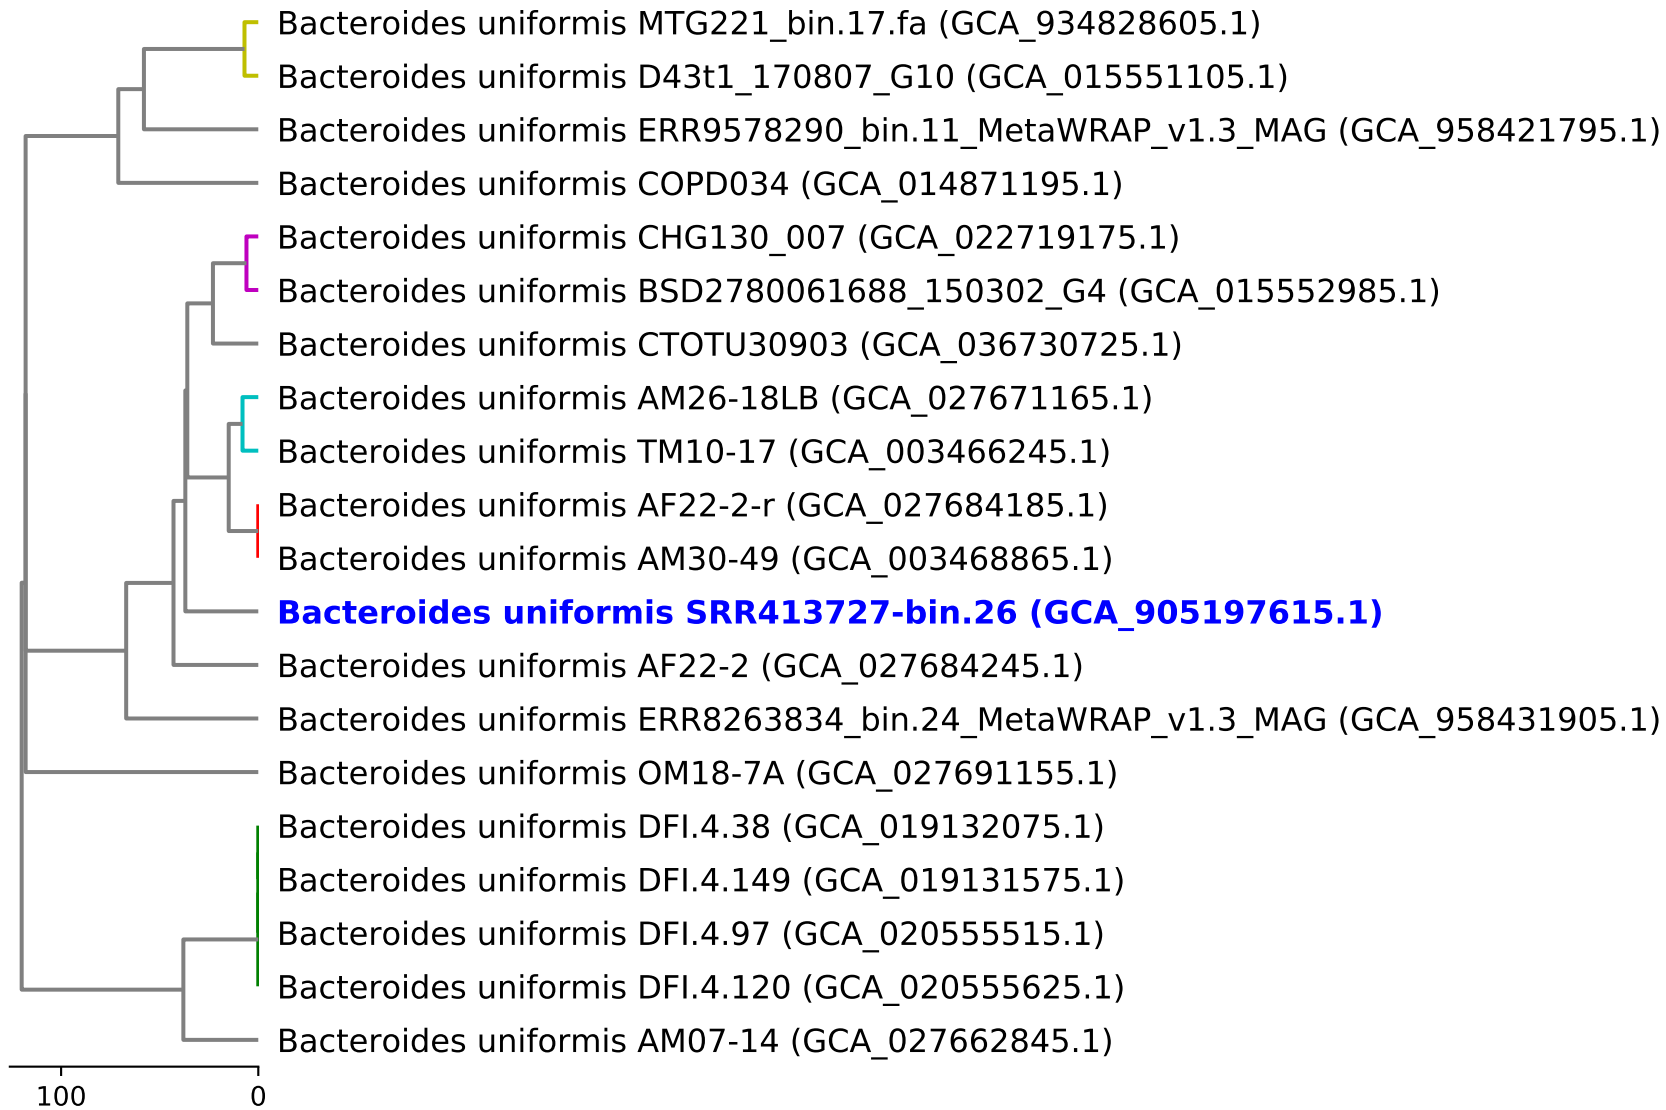 Bacteroides uniformis MTG221_bin.17.fa (GCA_934828605.1)
Bacteroides uniformis D43t1_170807_G10 (GCA_015551105.1)
Bacteroides uniformis ERR9578290_bin.11_MetaWRAP_v1.3_MAG (GCA_958421795.1)
Bacteroides uniformis COPD034 (GCA_014871195.1)
Bacteroides uniformis CHG130_007 (GCA_022719175.1)
Bacteroides uniformis BSD2780061688_150302_G4 (GCA_015552985.1)
Bacteroides uniformis CTOTU30903 (GCA_036730725.1)
Bacteroides uniformis AM26-18LB (GCA_027671165.1)
Bacteroides uniformis TM10-17 (GCA_003466245.1)
Bacteroides uniformis AF22-2-r (GCA_027684185.1)
Bacteroides uniformis AM30-49 (GCA_003468865.1)
Bacteroides uniformis SRR413727-bin.26 (GCA_905197615.1)
Bacteroides uniformis AF22-2 (GCA_027684245.1)
Bacteroides uniformis ERR8263834_bin.24_MetaWRAP_v1.3_MAG (GCA_958431905.1)
Bacteroides uniformis OM18-7A (GCA_027691155.1)
Bacteroides uniformis DFI.4.38 (GCA_019132075.1)
Bacteroides uniformis DFI.4.149 (GCA_019131575.1)
Bacteroides uniformis DFI.4.97 (GCA_020555515.1)
Bacteroides uniformis DFI.4.120 (GCA_020555625.1)
Bacteroides uniformis AM07-14 (GCA_027662845.1)
100 0